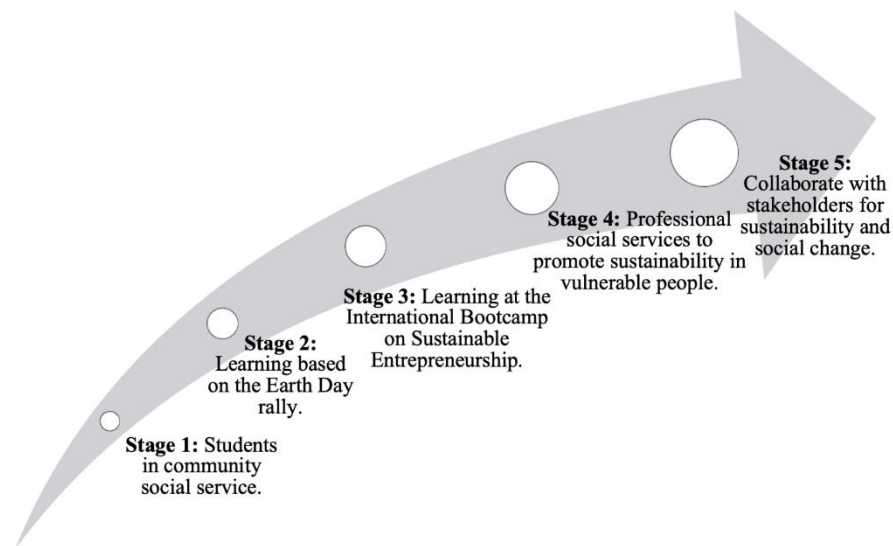 Stage 1: Students
in community
social service.
Stage 2:
Learning based
on the Earth Day
rally.
Stage 3: Learning at the
International Bootcamp
on Sustainable
Entrepreneurship.
Stage 4: Professional
social services to
promote sustainability in
vulnerable people.
Stage 5:
Collaborate with
stakeholders for
sustainability and
social change.